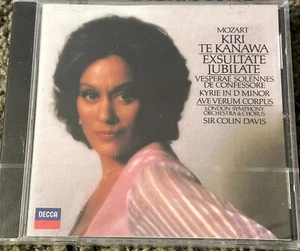 MOZART
KIRI
TE KANAWA
EXSULTATE
JUBILATE
VESPERAE SOLENNES
DE CONFESSORE
KYRIE IN D MINOR
AVE VERUM CORPUS
LONDON SYMPHONY
ORCHESTRA & CHORUS
SIR COLIN DAVIS
DECCA